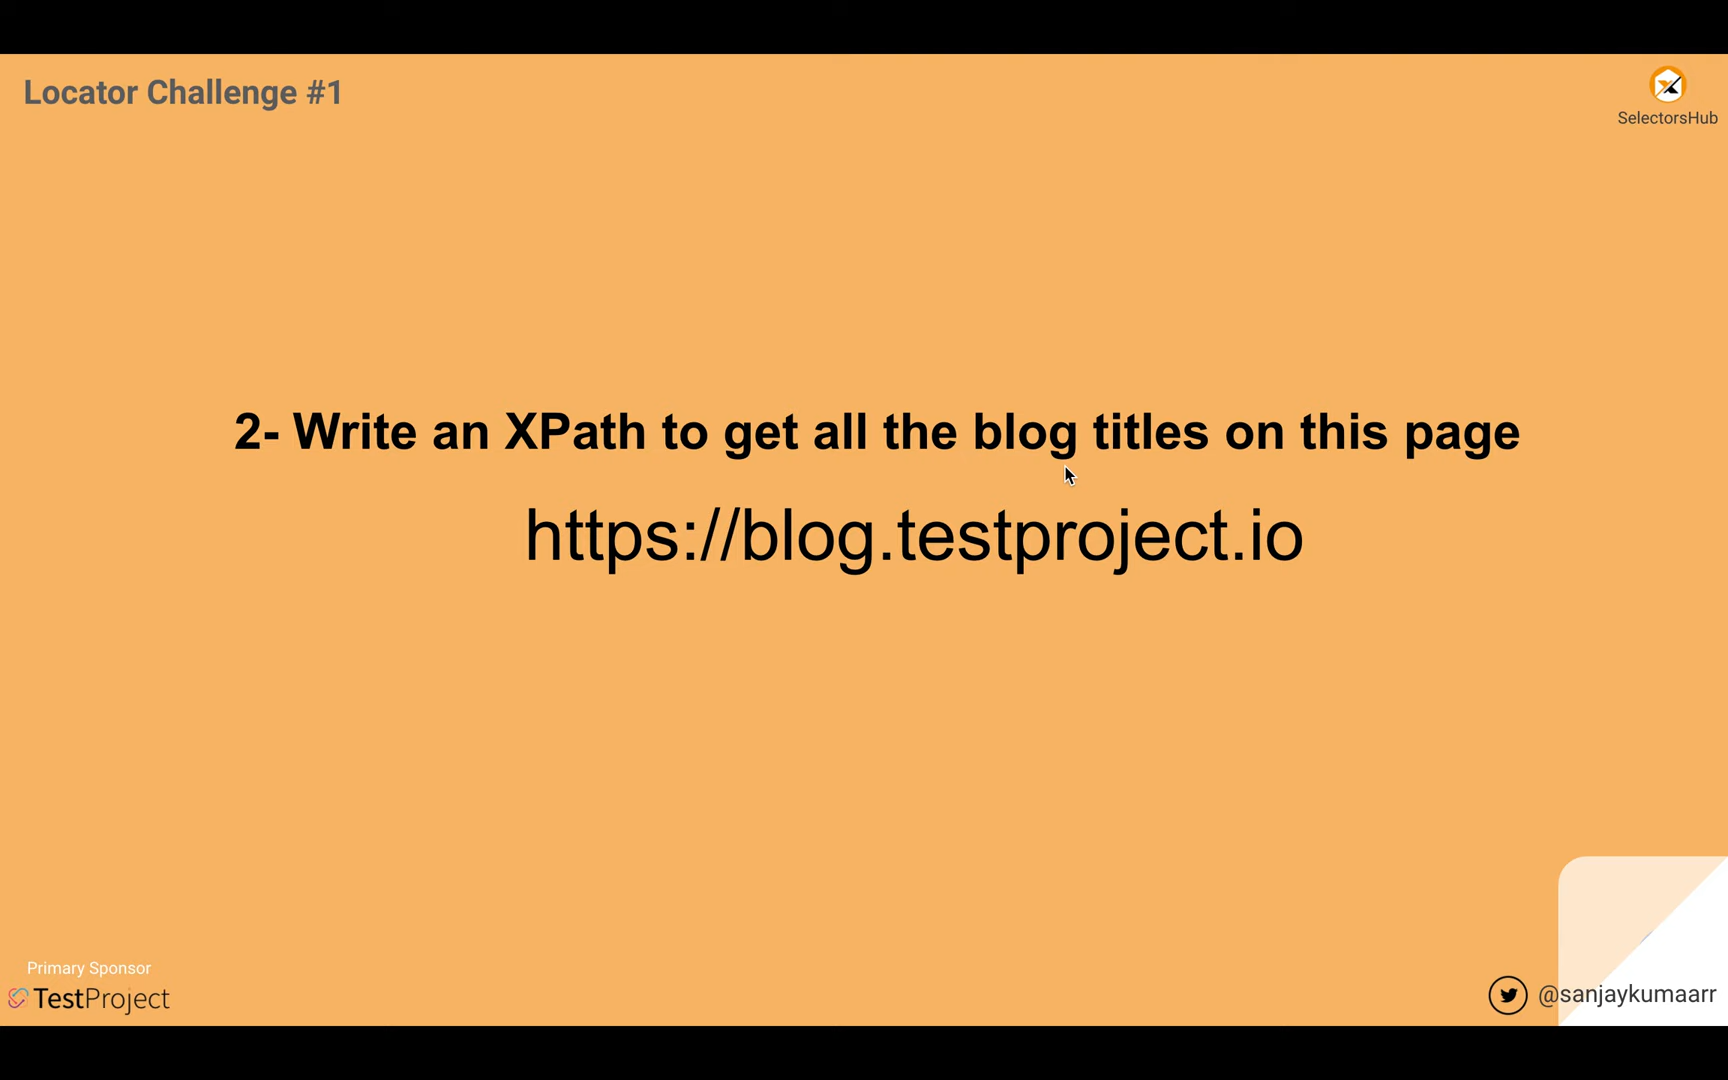 Locator Challenge #1
SelectorsHub
2- Write an XPath to get all the blog titles on this page
https://blog.testproject.io
Primary Sponsor
TestProject
@sanjaykumaarr